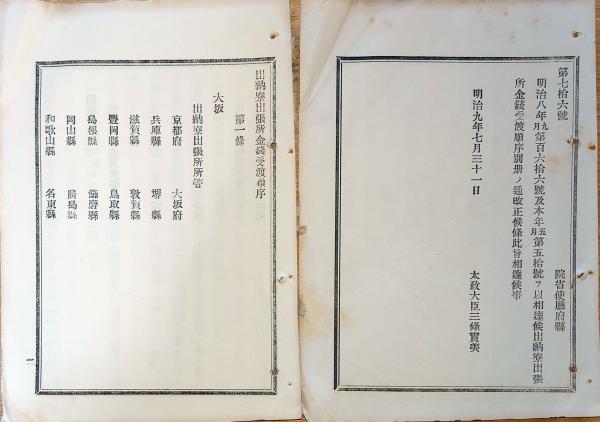 第七拾六號
院省使廳府縣
明治八年九月第百六拾六號及本年五月第五拾號ヲ以相達候出納寮出張
所金錢受渡順序別册ノ通改正候條此旨相達候事
明治九年七月三十一日
太政大臣三條實美
出納寮出張所金錢受渡順序
第一條
出納寮出張所所管
大坂
京都府 大坂府
兵庫縣 堺縣
滋賀縣 敦賀縣
豐岡縣 鳥取縣
島根縣 飾磨縣
岡山縣 廣島縣
和歌山縣 名東縣
一